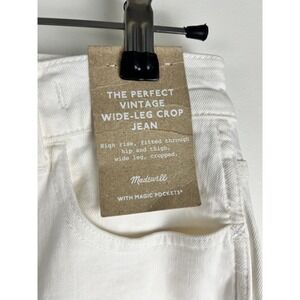 THE PERFECT
VINTAGE
WIDE-LEG CROP
JEAN
High rise, fitted through
hip and thigh,
wide leg, cropped.
Madewell
WITH MAGIC POCKETS*